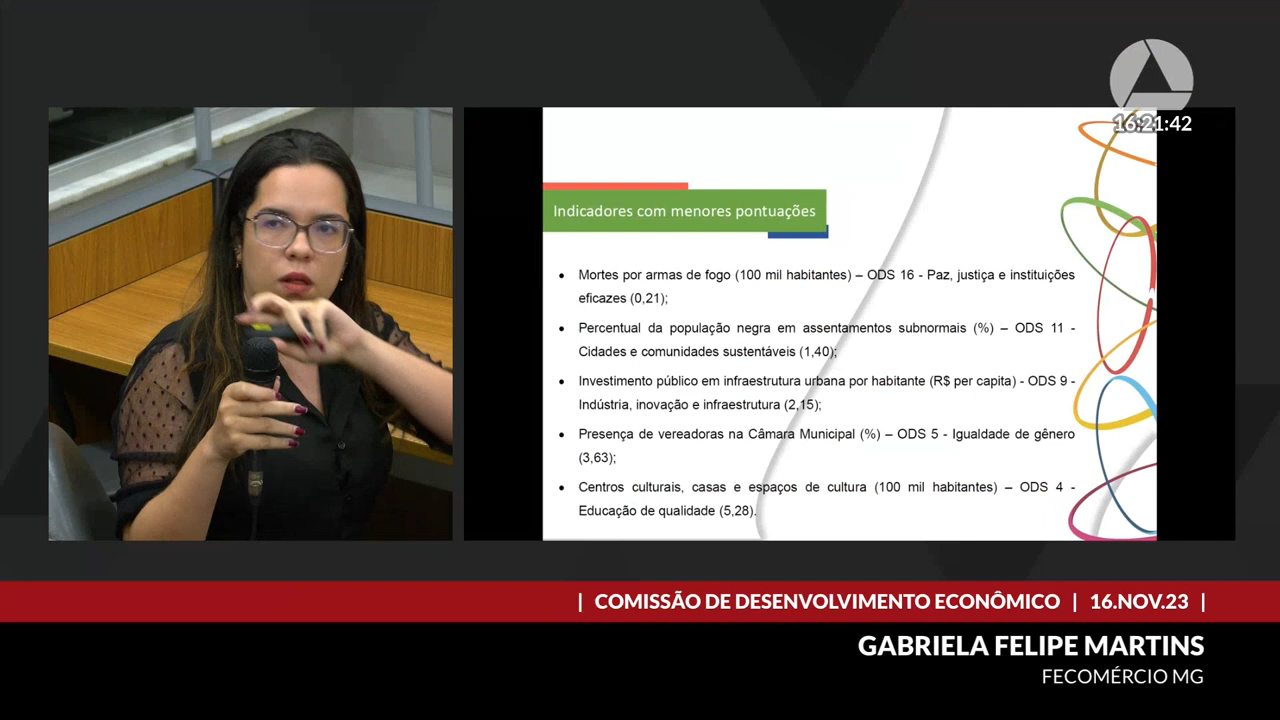 16:21:42
Indicadores com menores pontuações
• Mortes por armas de fogo (100 mil habitantes) – ODS 16 - Paz, justiça e instituições
eficazes (0,21);
• Percentual da população negra em assentamentos subnormais (%) – ODS 11 -
Cidades e comunidades sustentáveis (1,40);
• Investimento público em infraestrutura urbana por habitante (R$ per capita) - ODS 9 -
Indústria, inovação e infraestrutura (2,15);
• Presença de vereadoras na Câmara Municipal (%) – ODS 5 - Igualdade de gênero
(3,63);
• Centros culturais, casas e espaços de cultura (100 mil habitantes) – ODS 4 -
Educação de qualidade (5,28).
| COMISSÃO DE DESENVOLVIMENTO ECONÔMICO | 16.NOV.23 |
GABRIELA FELIPE MARTINS
FECOMÉRCIO MG